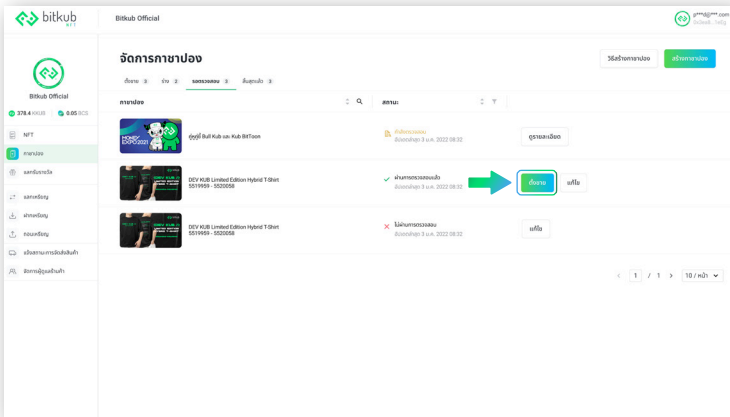 bitkub
NFT
Bitkub Official
p***d@***.com
Bitkub Official
378.4 KKUB
0.05 BCS
NFT
กาชาปอง
แลกรับรางวัล
แลกเหรียญ
ฝากเหรียญ
ถอนเหรียญ
แจ้งสถานะการจัดส่งสินค้า
จัดการผู้ดูแลร้านค้า
จัดการกาชาปอง
วิธีสร้างกาชาปอง
สร้างกาชาปอง
ตั้งขาย 3
ร่าง 2
รอตรวจสอบ 3
สิ้นสุดแล้ว 3
กาชาปอง
สถานะ
MONEY
EXPO2021
คู่หูคู่ซี้ Bull Kub และ Kub BitToon
กำลังตรวจสอบ
อัปเดตล่าสุด 3 ม.ค. 2022 08:32
ดูรายละเอียด
DEV KUB Limited Edition Hybrid T-Shirt
5519959 - 5520058
ผ่านการตรวจสอบแล้ว
อัปเดตล่าสุด 3 ม.ค. 2022 08:32
ตั้งขาย
แก้ไข
DEV KUB Limited Edition Hybrid T-Shirt
5519959 - 5520058
ไม่ผ่านการตรวจสอบ
อัปเดตล่าสุด 3 ม.ค. 2022 08:32
แก้ไข
< 1 / 1 > 10 / หน้า